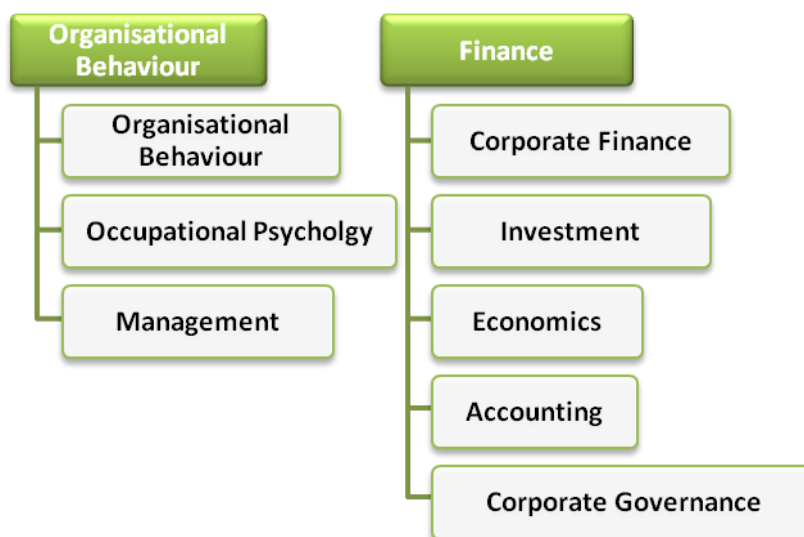 Organisational
Behaviour
Organisational
Behaviour
Occupational Psycholgy
Management
Finance
Corporate Finance
Investment
Economics
Accounting
Corporate Governance